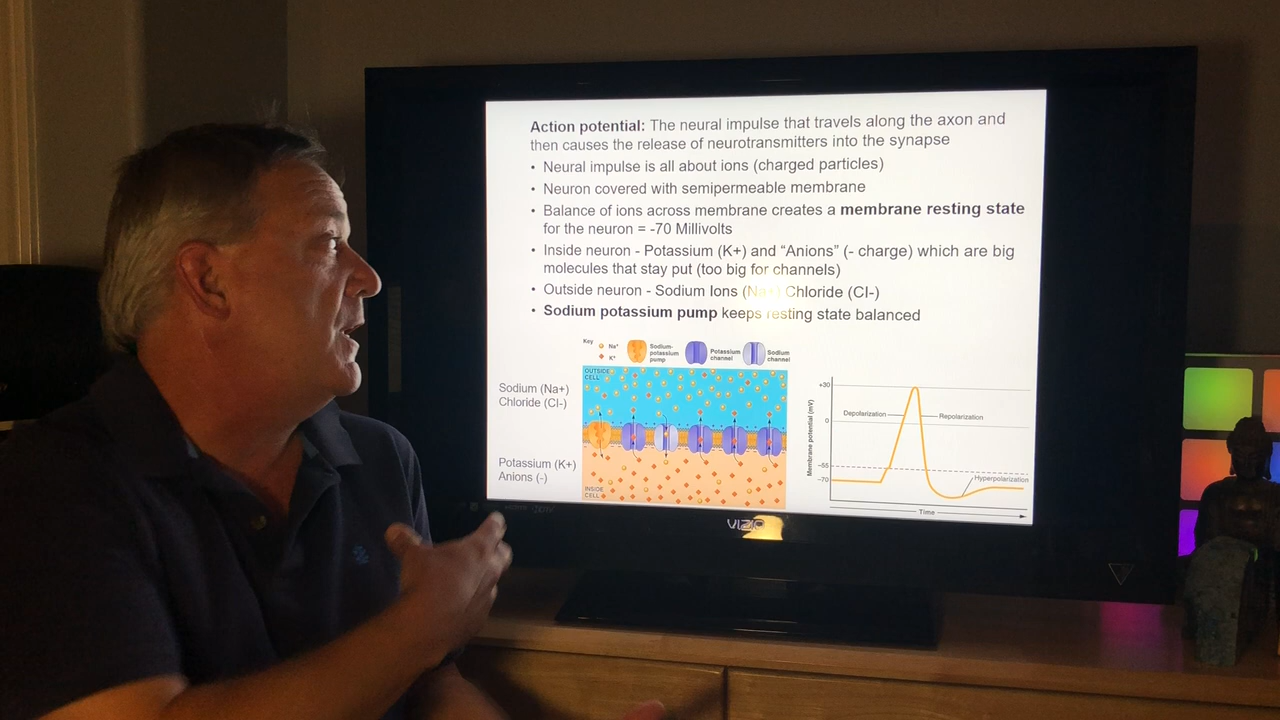 Action potential: The neural impulse that travels along the axon and
then causes the release of neurotransmitters into the synapse
• Neural impulse is all about ions (charged particles)
• Neuron covered with semipermeable membrane
• Balance of ions across membrane creates a membrane resting state
for the neuron = -70 Millivolts
• Inside neuron - Potassium (K+) and “Anions” (- charge) which are big
molecules that stay put (too big for channels)
• Outside neuron - Sodium Ions (Na+) Chloride (Cl-)
• Sodium potassium pump keeps resting state balanced
Key
Na+
K+
Sodium-
potassium
pump
Potassium
channel
Sodium
channel
OUTSIDE
CELL
Sodium (Na+)
Chloride (Cl-)
Potassium (K+)
Anions (-)
INSIDE
CELL
Membrane potential (mV)
+30
0
-55
-70
Depolarization
Repolarization
Hyperpolarization
Time
VIZIO